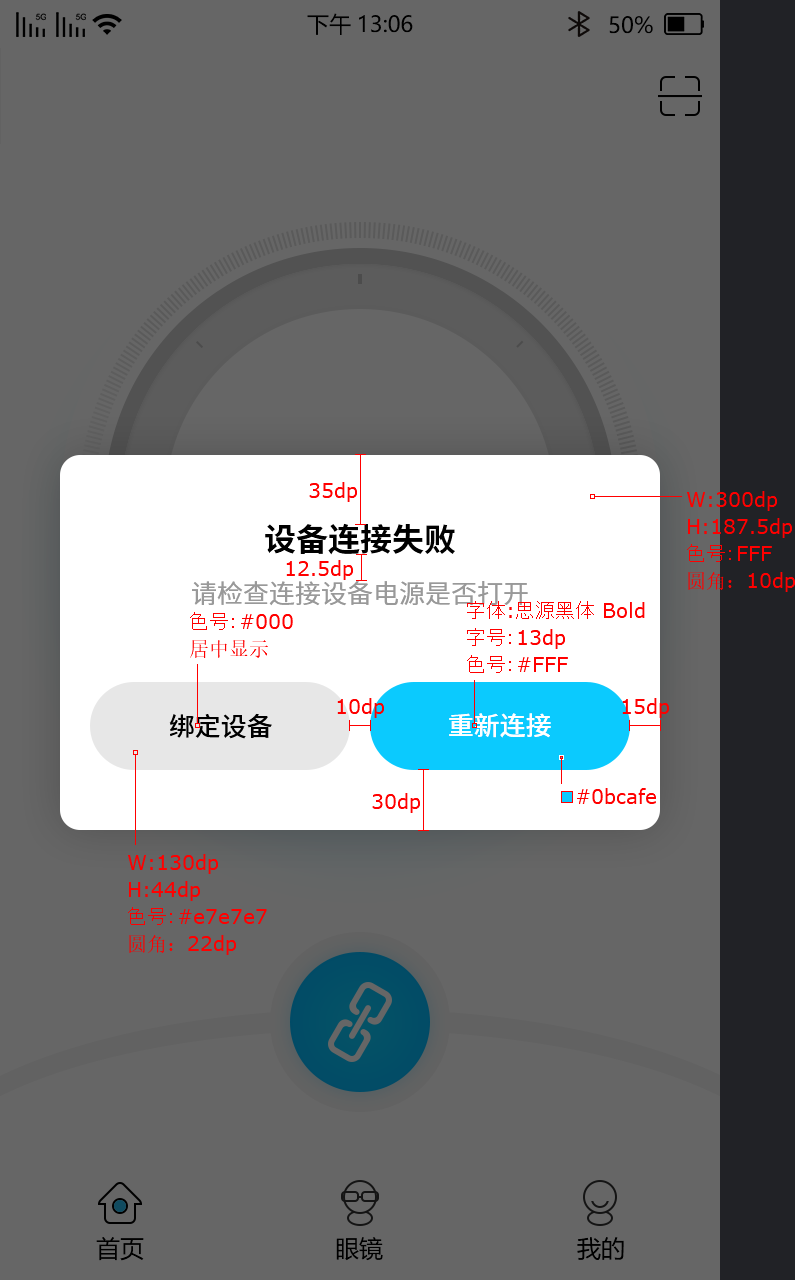 5G 5G 下午 13:06 50%
35dp
W:300dp
H:187.5dp
色号:FFF
圆角：10dp
设备连接失败
12.5dp
请检查连接设备电源是否打开
色号:#000
居中显示
字体:思源黑体 Bold
字号:13dp
色号:#FFF
10dp
15dp
绑定设备
重新连接
30dp
#0bcafe
W:130dp
H:44dp
色号:#e7e7e7
圆角：22dp
首页 眼镜 我的